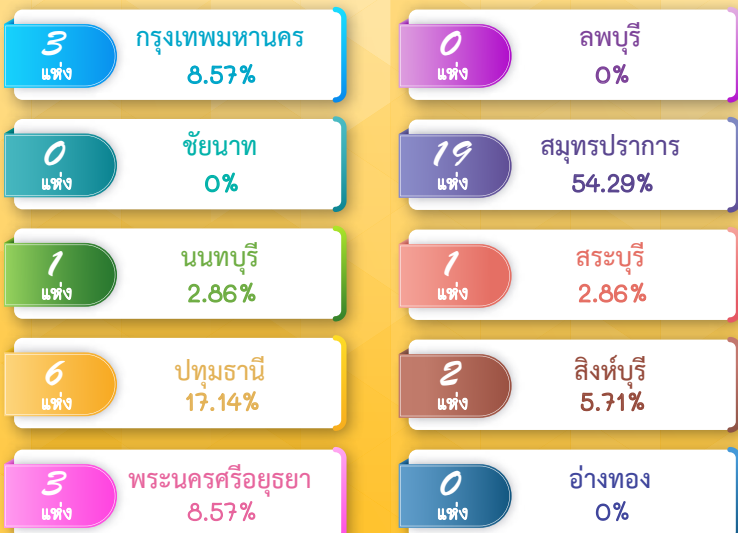 3
แห่ง
กรุงเทพมหานคร
8.57%
0
แห่ง
ลพบุรี
0%
0
แห่ง
ชัยนาท
0%
19
แห่ง
สมุทรปราการ
54.29%
1
แห่ง
นนทบุรี
2.86%
1
แห่ง
สระบุรี
2.86%
6
แห่ง
ปทุมธานี
17.14%
2
แห่ง
สิงห์บุรี
5.71%
3
แห่ง
พระนครศรีอยุธยา
8.57%
0
แห่ง
อ่างทอง
0%